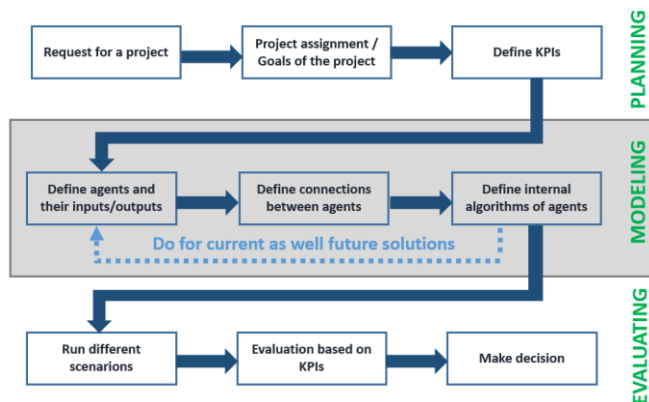 Request for a project
Project assignment /
Goals of the project
Define KPIs
PLANNING
Define agents and
their inputs/outputs
Define connections
between agents
Define internal
algorithms of agents
Do for current as well future solutions
MODELING
Run different
scenarions
Evaluation based on
KPIs
Make decision
EVALUATING